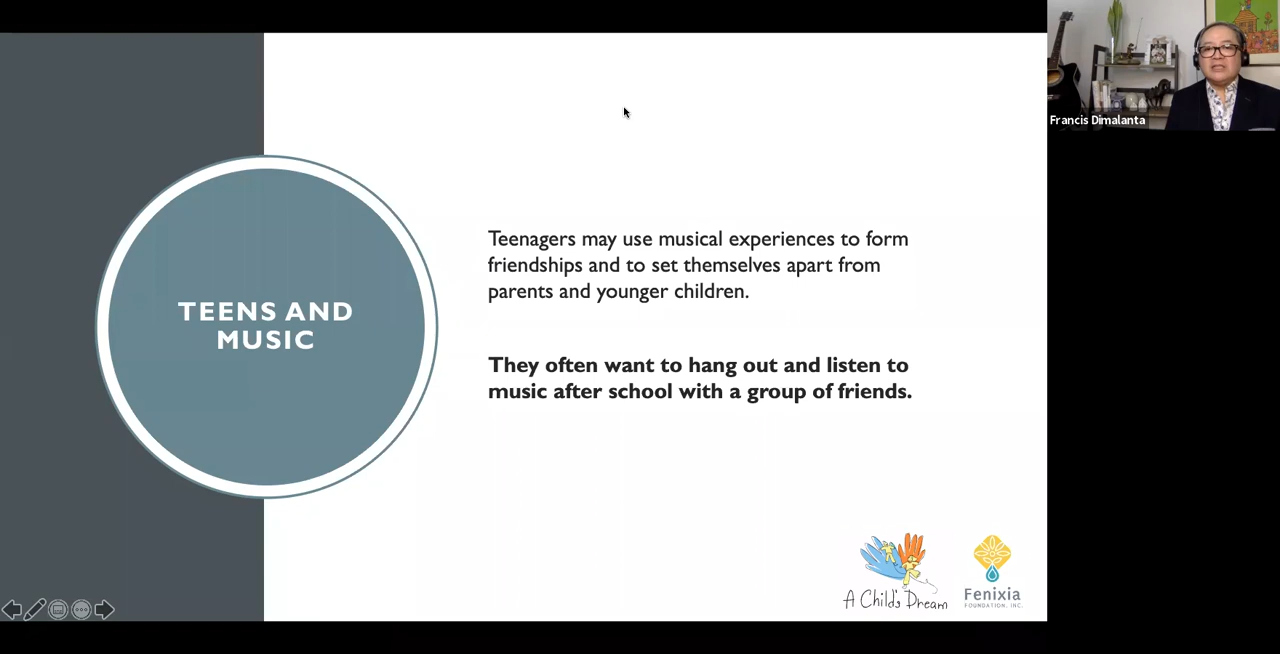 Francis Dimalanta
TEENS AND
MUSIC
Teenagers may use musical experiences to form
friendships and to set themselves apart from
parents and younger children.
They often want to hang out and listen to
music after school with a group of friends.
A Child's Dream
Fenixia
FOUNDATION, INC.